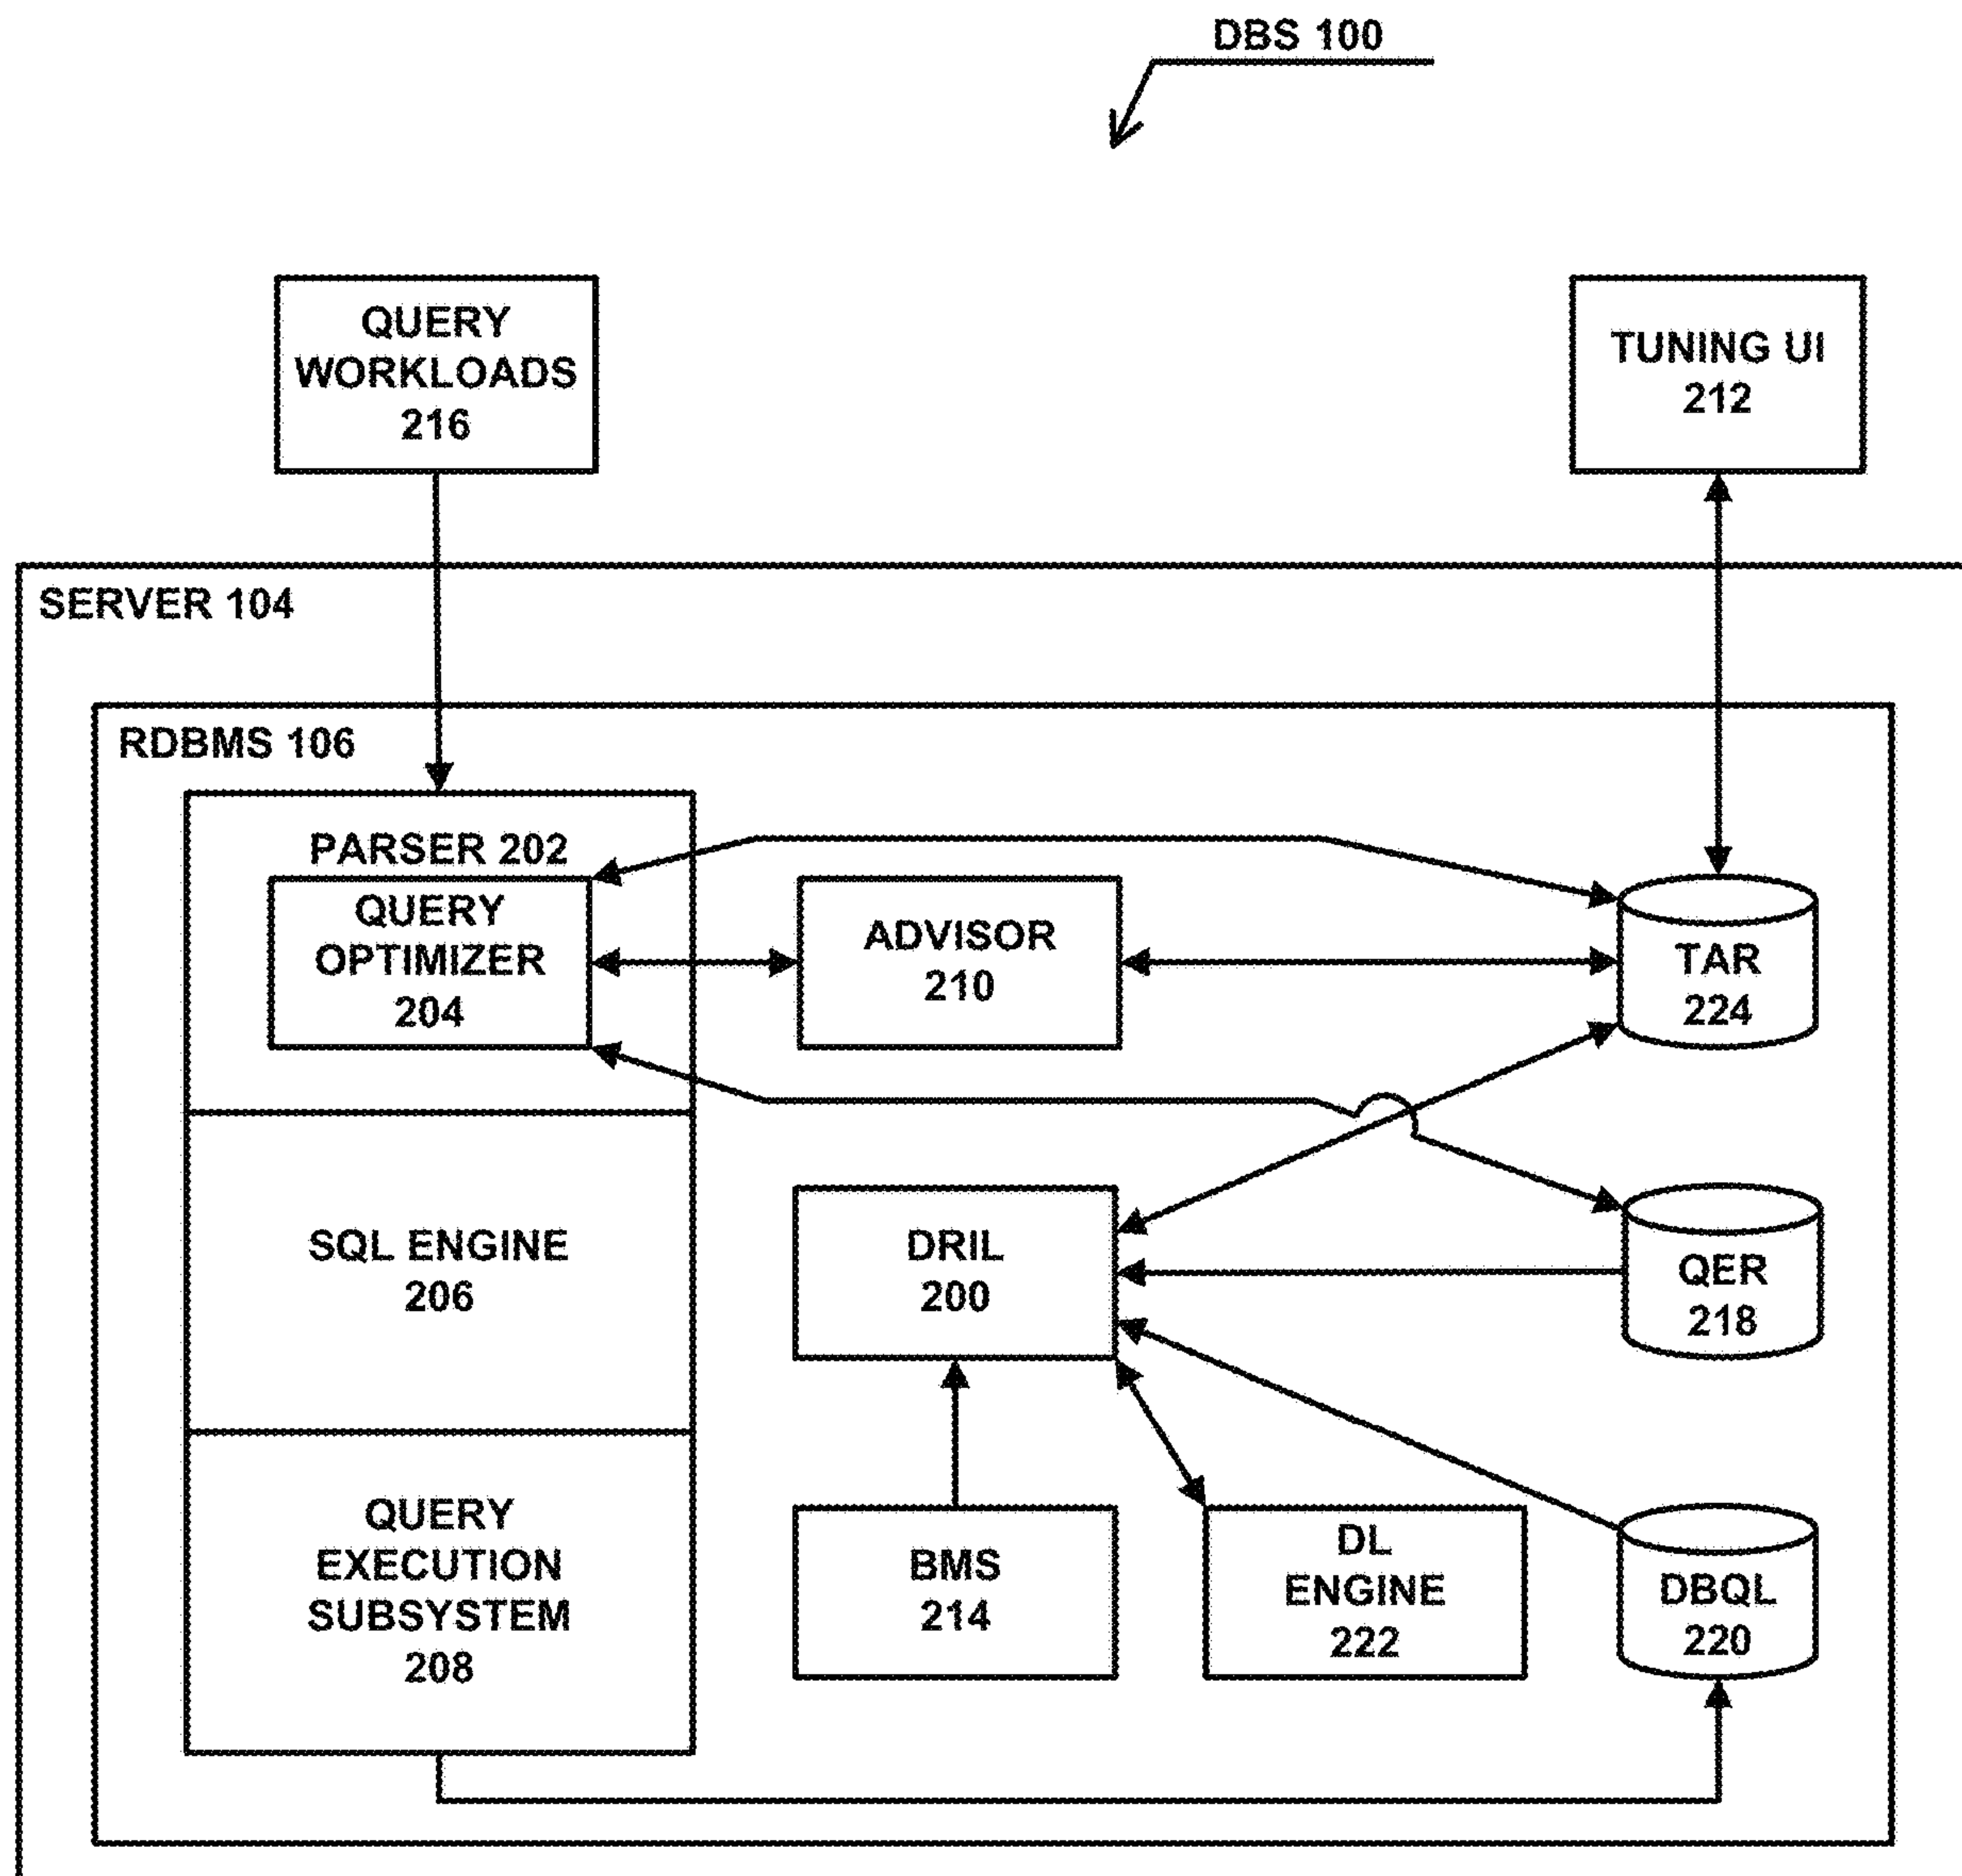 DBS 100
QUERY
WORKLOADS
216
TUNING UI
212
SERVER 104
RDBMS 106
PARSER 202
QUERY
OPTIMIZER
204
ADVISOR
210
TAR
224
SQL ENGINE
206
DRIL
200
QER
218
QUERY
EXECUTION
SUBSYSTEM
208
BMS
214
DL
ENGINE
222
DBQL
220